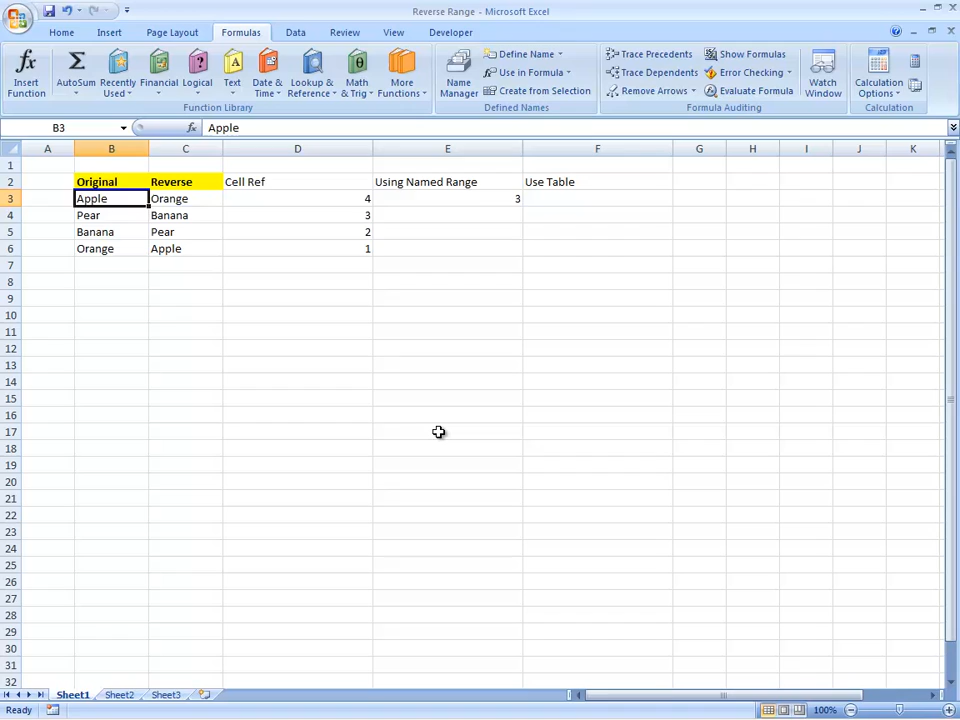 Reverse Range - Microsoft Excel
Home Insert Page Layout Formulas Data Review View Developer
Insert Function
AutoSum
Recently Used
Financial
Logical
Text
Date & Time
Lookup & Reference
Math & Trig
More Functions
Function Library
Name Manager
Define Name
Use in Formula
Create from Selection
Defined Names
Trace Precedents
Trace Dependents
Remove Arrows
Show Formulas
Error Checking
Evaluate Formula
Formula Auditing
Watch Window
Calculation Options
Calculation
B3 fx Apple
A B C D E F G H I J K
1
2 Original Reverse Cell Ref Using Named Range Use Table
3 Apple Orange 4 3
4 Pear Banana 3
5 Banana Pear 2
6 Orange Apple 1
7
8
9
10
11
12
13
14
15
16
17
18
19
20
21
22
23
24
25
26
27
28
29
30
31
32
Sheet1 Sheet2 Sheet3
Ready 100%